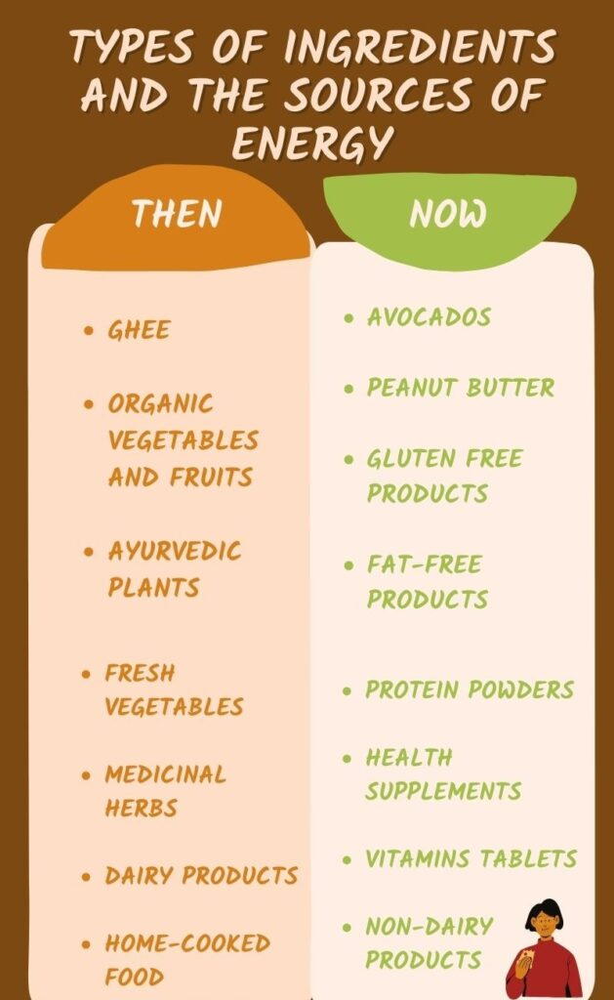 TYPES OF INGREDIENTS
AND THE SOURCES OF
ENERGY
THEN
• GHEE
• ORGANIC
VEGETABLES
AND FRUITS
• AYURVEDIC
PLANTS
• FRESH
VEGETABLES
• MEDICINAL
HERBS
• DAIRY PRODUCTS
• HOME-COOKED
FOOD
NOW
• AVOCADOS
• PEANUT BUTTER
• GLUTEN FREE
PRODUCTS
• FAT-FREE
PRODUCTS
• PROTEIN POWDERS
• HEALTH
SUPPLEMENTS
• VITAMINS TABLETS
• NON-DAIRY
PRODUCTS